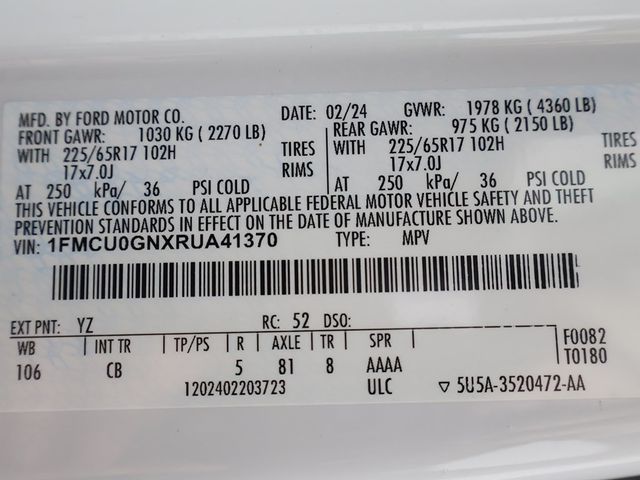 MFD. BY FORD MOTOR CO. DATE: 02/24 GVWR: 1978 KG ( 4360 LB)
FRONT GAWR: 1030 KG ( 2270 LB) REAR GAWR: 975 KG ( 2150 LB)
WITH 225/65R17 102H TIRES WITH 225/65R17 102H TIRES
17x7.0J RIMS 17x7.0J RIMS
AT 250 kPa/ 36 PSI COLD AT 250 kPa/ 36 PSI COLD
THIS VEHICLE CONFORMS TO ALL APPLICABLE FEDERAL MOTOR VEHICLE SAFETY AND THEFT
PREVENTION STANDARDS IN EFFECT ON THE DATE OF MANUFACTURE SHOWN ABOVE.
VIN: 1FMCU0GNXRUA41370 TYPE: MPV
EXT PNT: YZ RC: 52 DSO:
WB INT TR TP/PS R AXLE TR SPR F0082
106 CB 5 81 8 AAAA T0180
1202402203723 ULC ▽ 5U5A-3520472-AA